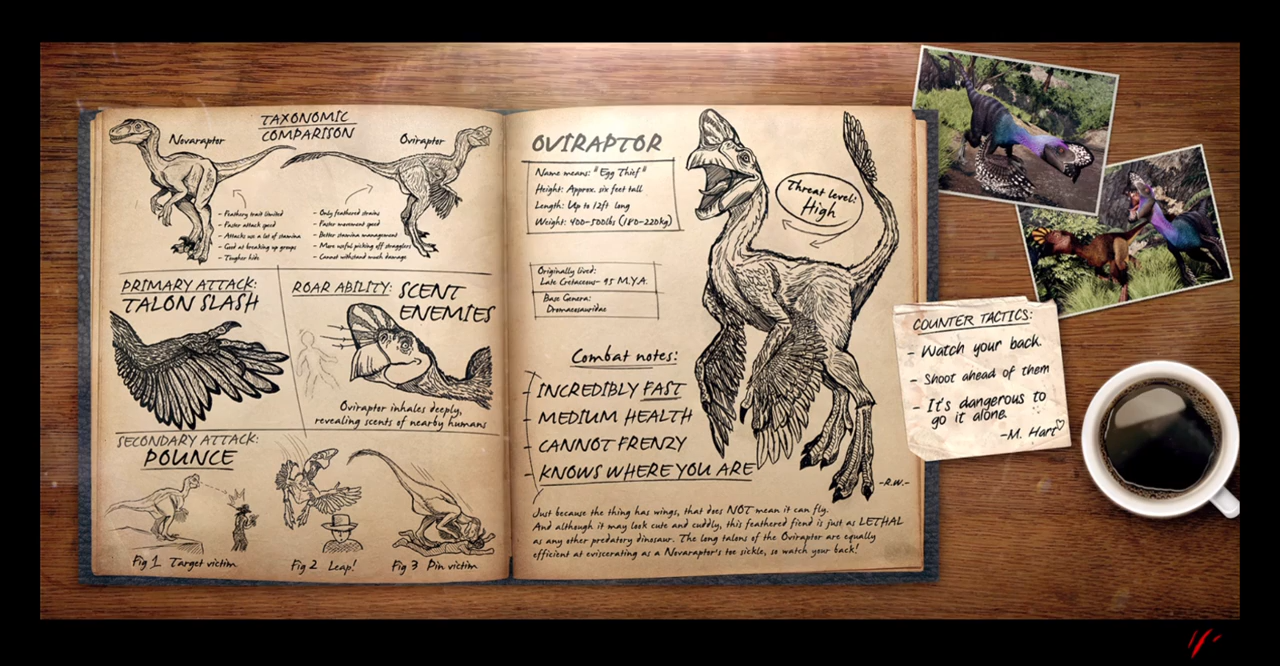 TAXONOMIC
COMPARISON
Novaraptor
Oviraptor
- Feathery trait limited
- Faster attack speed
- Attacks use a lot of stamina
- Good at breaking up groups
- Tougher hide
- Only feathered strains
- Faster movement speed
- Better stamina management
- More useful picking off stragglers
- Cannot withstand much damage
PRIMARY ATTACK:
TALON SLASH
ROAR ABILITY: SCENT
ENEMIES
Oviraptor inhales deeply,
revealing scents of nearby humans
SECONDARY ATTACK:
POUNCE
Fig 1 Target victim
Fig 2 Leap!
Fig 3 Pin victim
OVIRAPTOR
Name means: "Egg Thief"
Height: Approx. six feet tall
Length: Up to 12ft long
Weight: 400-500lbs (180-220kg)
Threat level:
High
Originally lived:
Late Cretaceous- 95 M.Y.A.
Base Genera:
Dromaeosauridae
Combat notes:
- INCREDIBLY FAST
- MEDIUM HEALTH
- CANNOT FRENZY
- KNOWS WHERE YOU ARE
-R.W.-
Just because the thing has wings, that does NOT mean it can fly.
And although it may look cute and cuddly, this feathered fiend is just as LETHAL
as any other predatory dinosaur. The long talons of the Oviraptor are equally
efficient at eviscerating as a Novaraptor's toe sickle, so watch your back!
COUNTER TACTICS:
- Watch your back.
- Shoot ahead of them
- It's dangerous to
go it alone.
-M. Hart♡